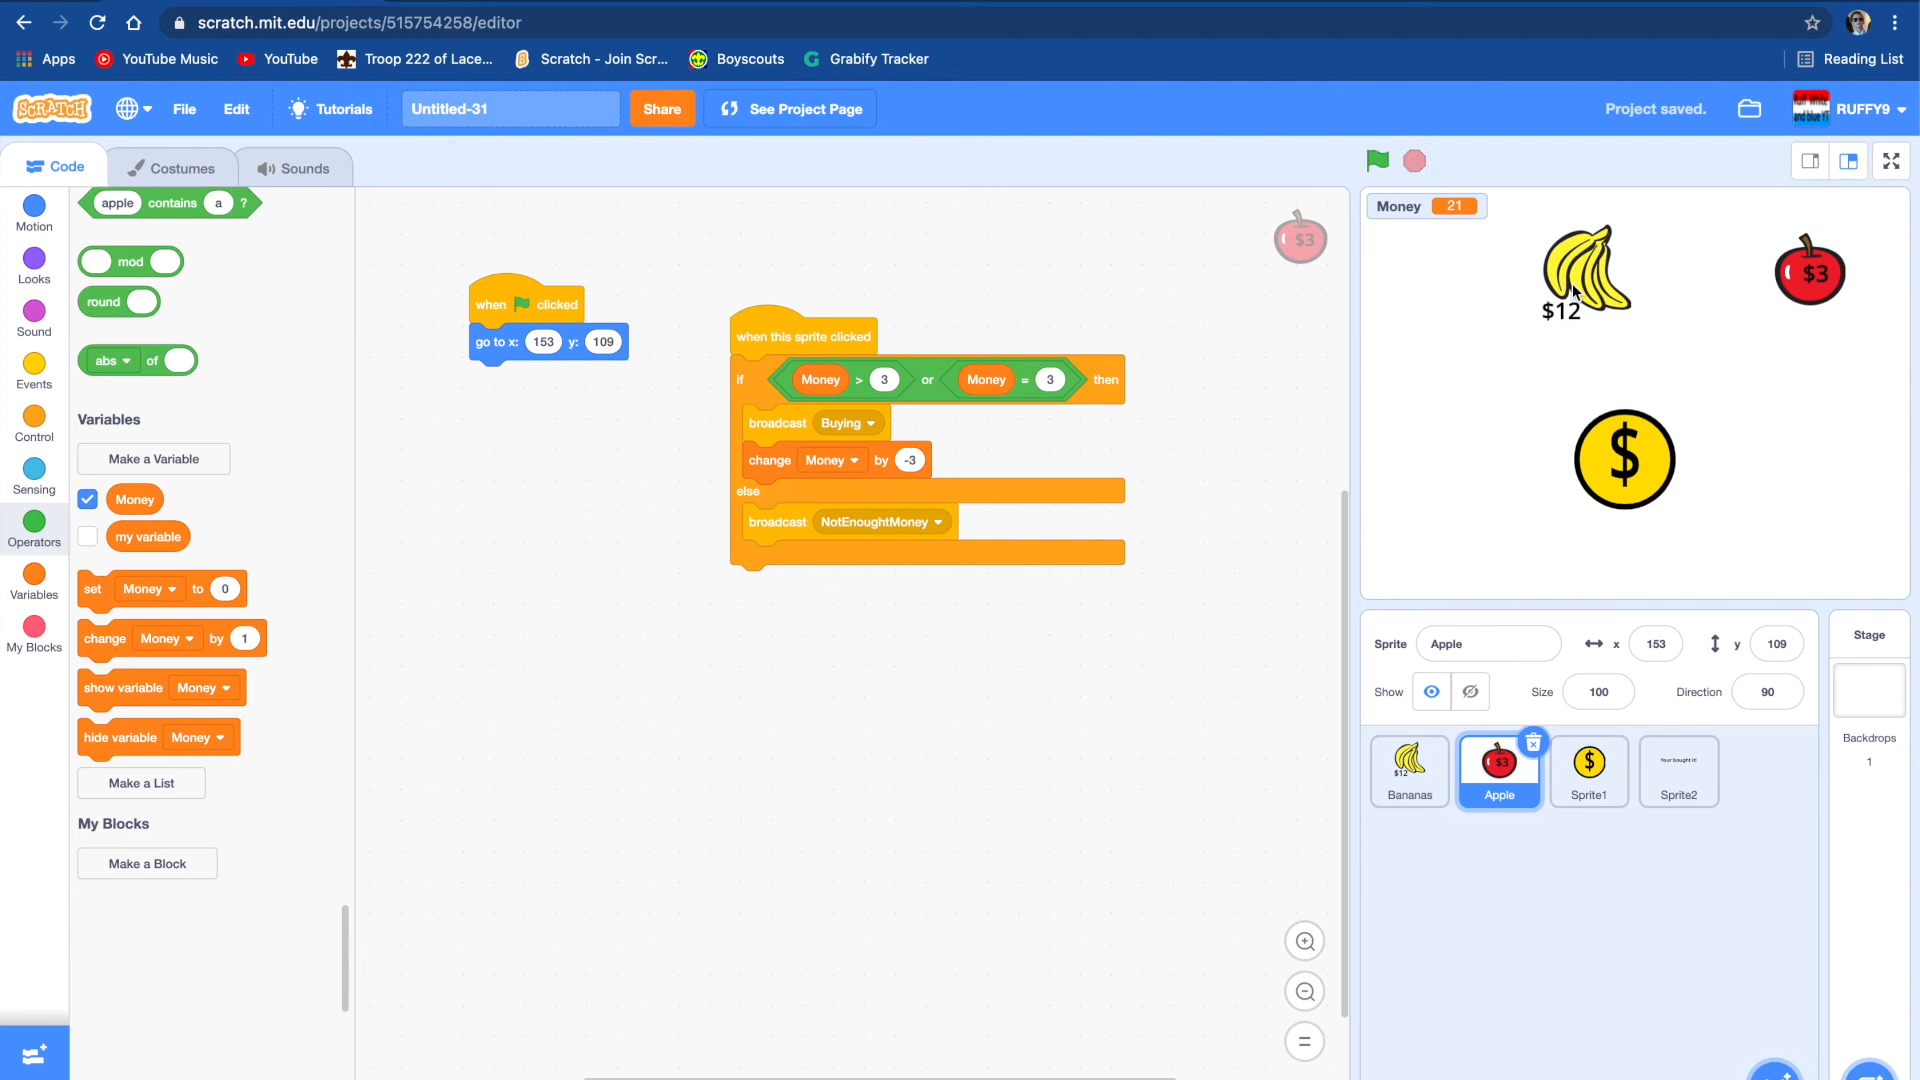 scratch.mit.edu/projects/515754258/editor
Apps YouTube Music YouTube Troop 222 of Lace... Scratch - Join Scr... Boyscouts Grabify Tracker Reading List
SCRATCH File Edit Tutorials Untitled-31 Share See Project Page Project saved. RUFFY9
Code Costumes Sounds
Motion
Looks
Sound
Events
Control
Sensing
Operators
Variables
My Blocks
apple contains a ?
mod
round
abs of
Variables
Make a Variable
Money
my variable
set Money to 0
change Money by 1
show variable Money
hide variable Money
Make a List
My Blocks
Make a Block
when clicked
go to x: 153 y: 109
when this sprite clicked
if Money > 3 or Money = 3 then
broadcast Buying
change Money by -3
else
broadcast NotEnoughtMoney
$3
Money 21
$12
$3
$
Sprite Apple x 153 y 109
Show Size 100 Direction 90
$12
Bananas
$3
Apple
$
Sprite1
Your bought it!
Sprite2
Stage
Backdrops
1